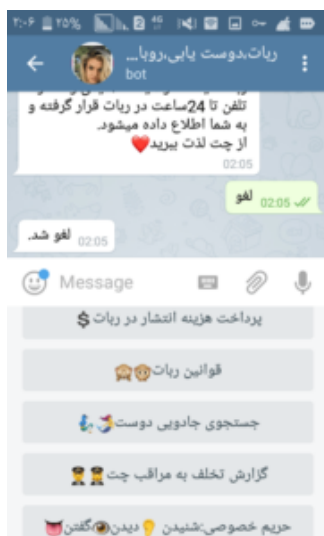 ۲:۰۶ ۲۵%
ربات،دوست یابی،روبا...
bot
تلفن تا 24ساعت در ربات قرار گرفته و
به شما اطلاع داده میشود.
از چت لذت ببرید❤️
02:05
لغو 02:05
لغو شد. 02:05
Message
پرداخت هزینه انتشار در ربات💲
قوانین ربات🙉🙈
جستجوی جادویی دوست🧞‍♀️🧞‍♂️
گزارش تخلف به مراقب چت👮👮
حریم خصوصی:شنیدن👂دیدن👁گفتن👅